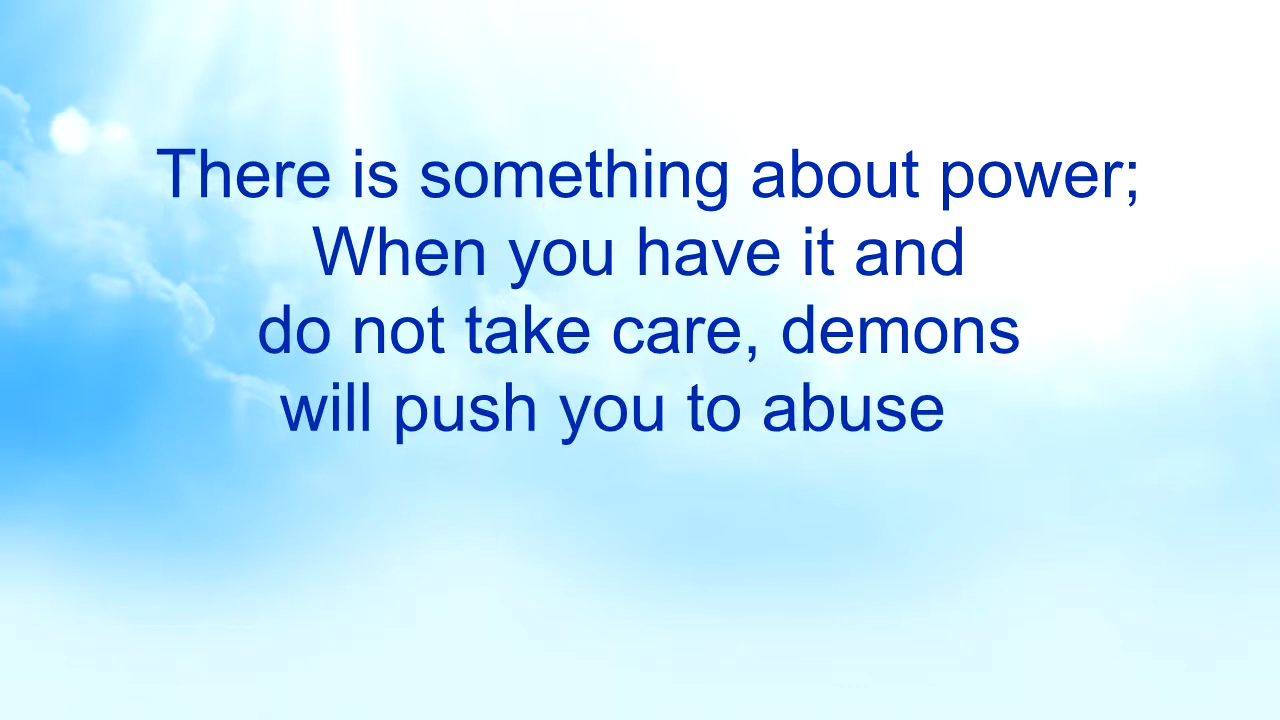 There is something about power;
When you have it and
do not take care, demons
will push you to abuse